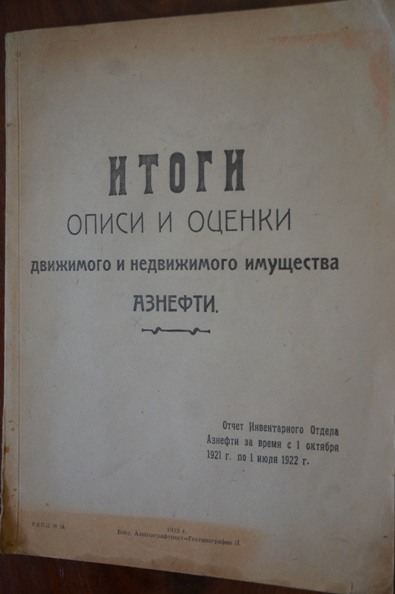 ИТОГИ
ОПИСИ И ОЦЕНКИ
движимого и недвижимого имущества
АЗНЕФТИ.
Отчет Инвентарного Отдела
Азнефти за время с 1 октября
1921 г. по 1 июля 1922 г.
Баку,